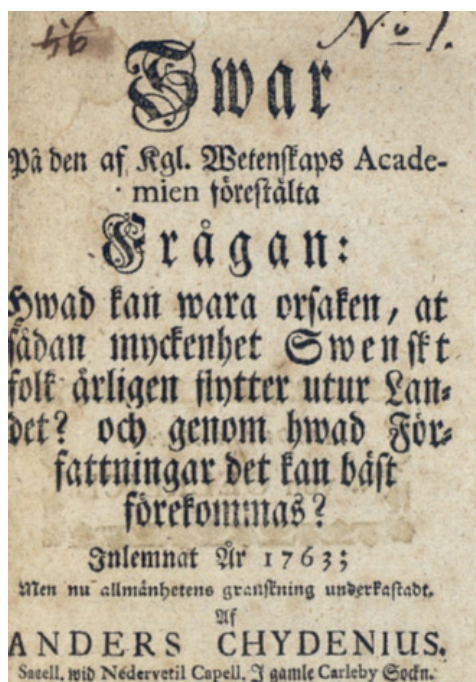 46 No 1.
Swar
På den af Kgl. Wetenskaps Acade-
mien förestälta
Frågan:
Hwad kan wara orsaken, at
sådan myckenhet Swenskt
folk årligen flytter utur Lan-
det? och genom hwad För-
fattningar det kan bäst
förekommas?
Inlemnat År 1763;
Men nu allmänhetens granskning underkastadt.
Af
ANDERS CHYDENIUS.
Sacell. wid Nedervetil Capell, I gamle Carleby Sockn.